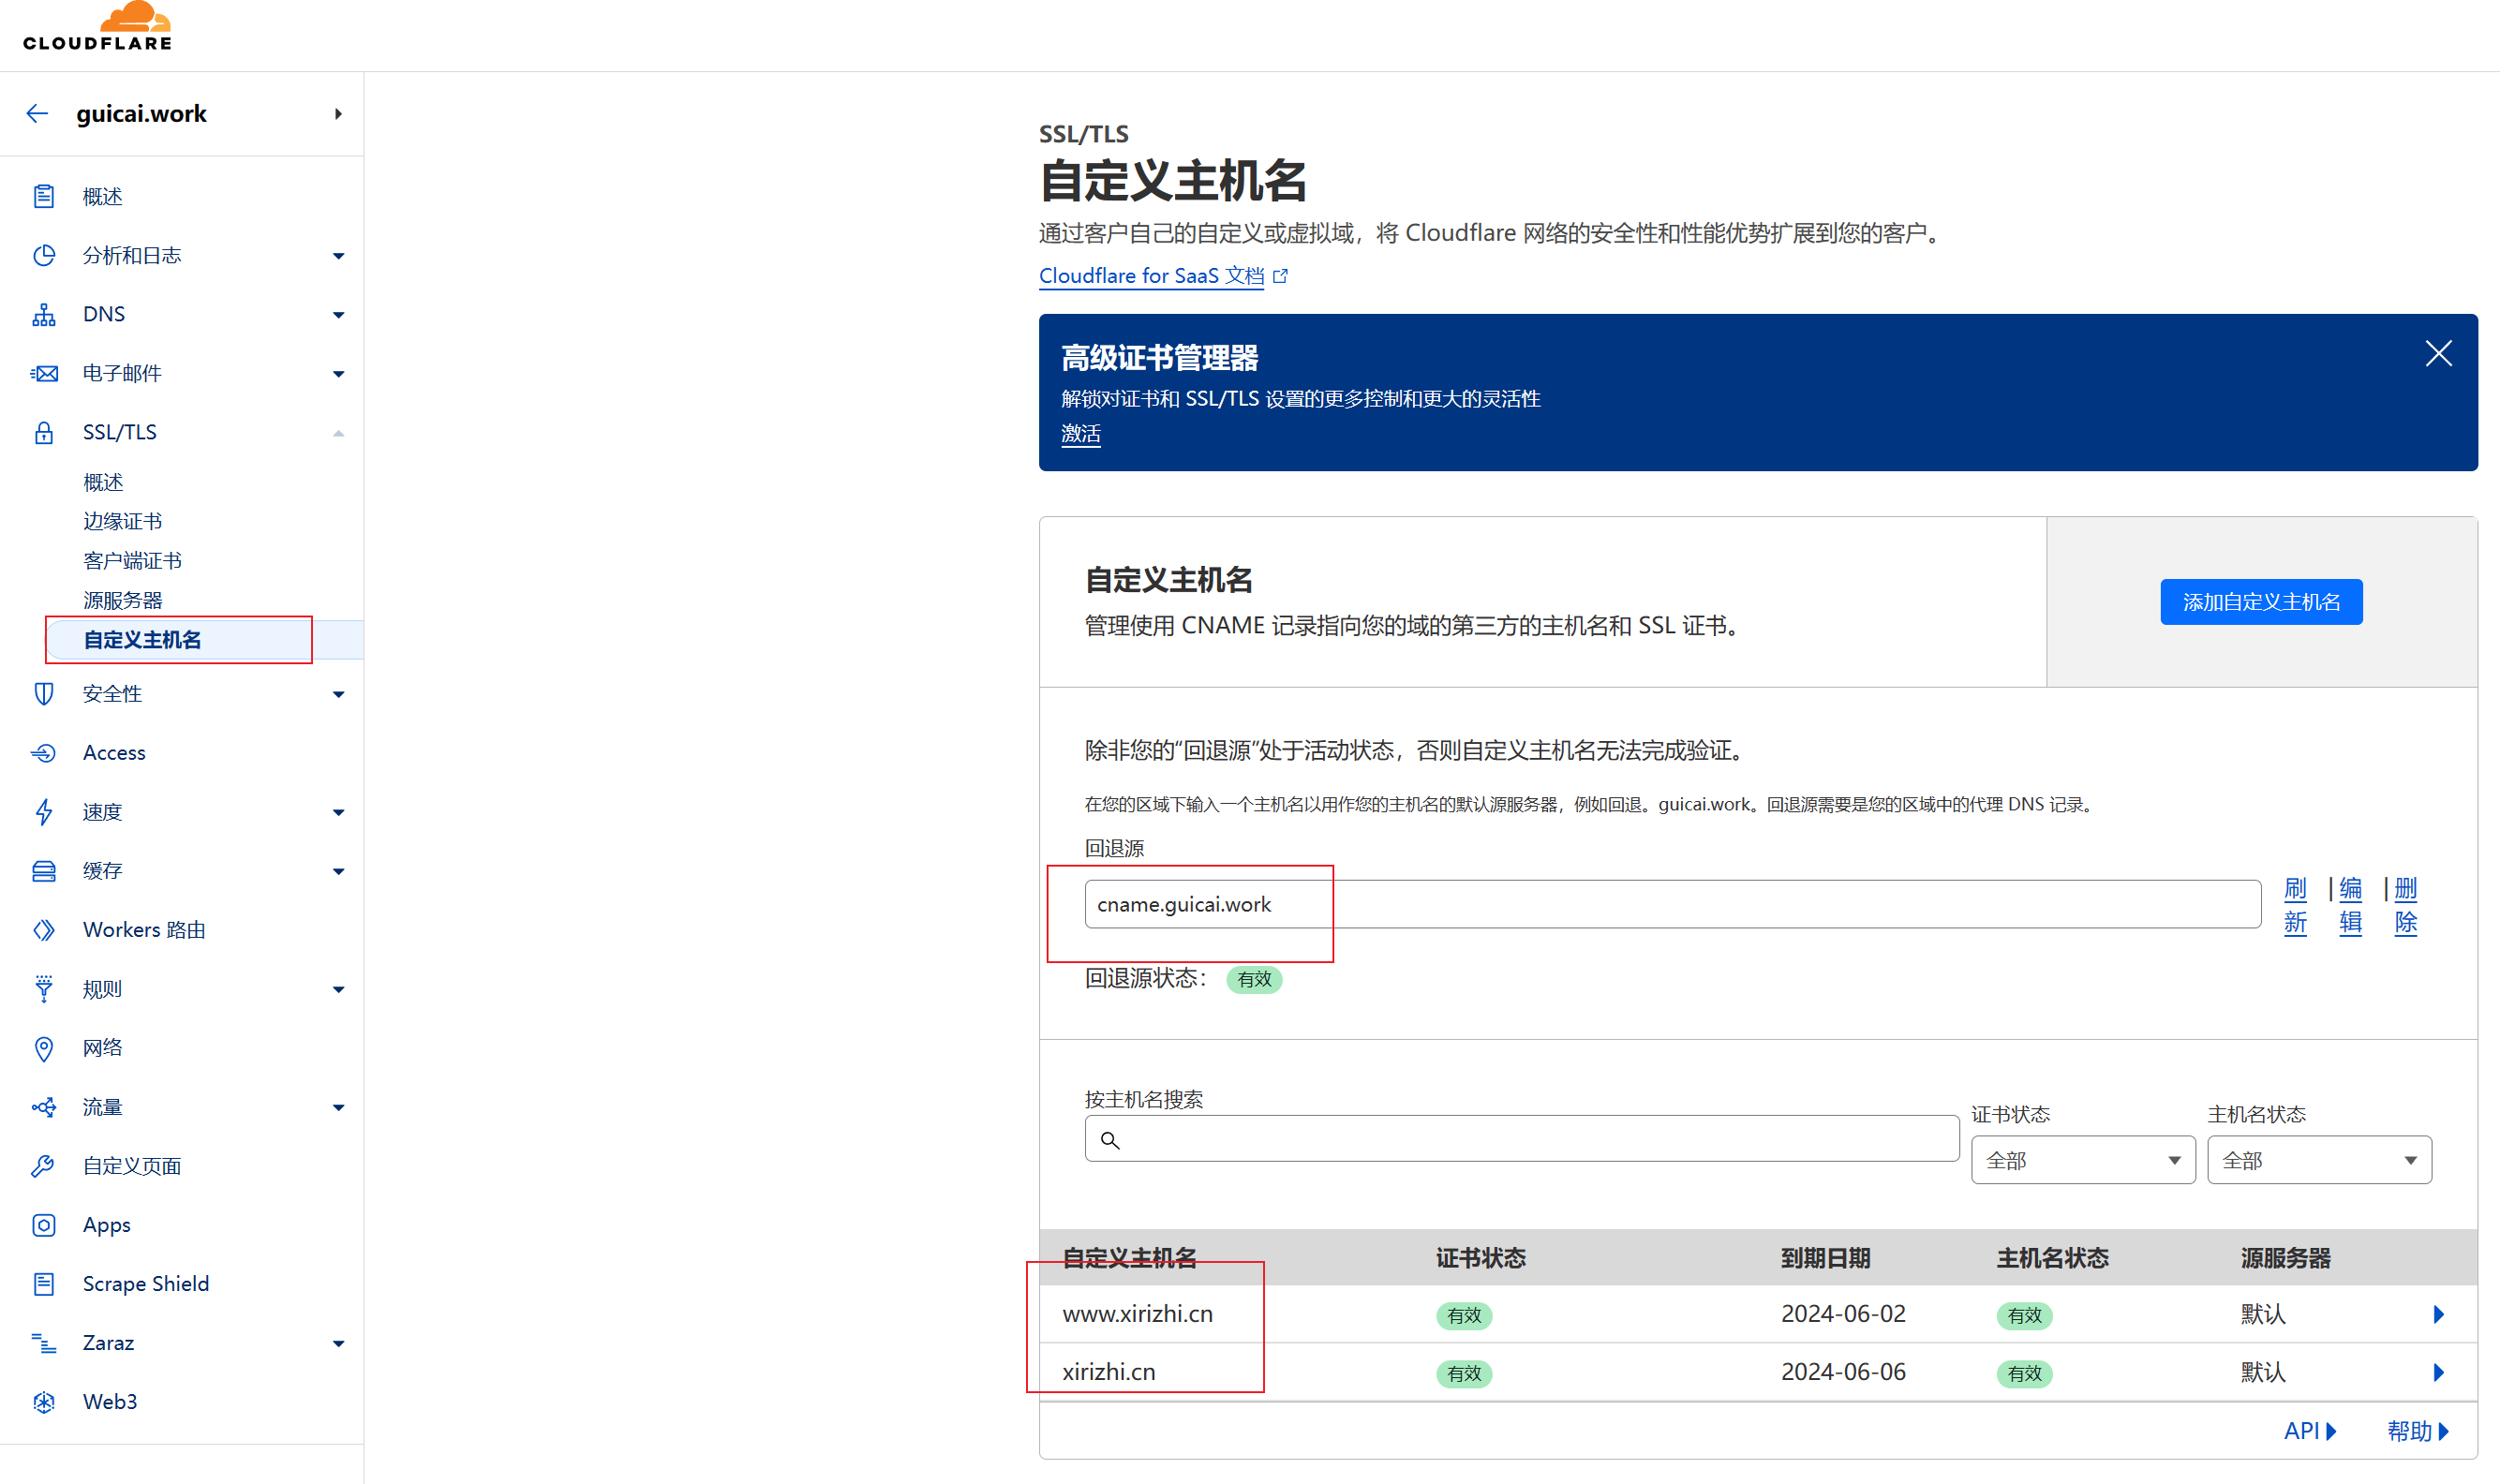 CLOUDFLARE
guicai.work
概述
分析和日志
DNS
电子邮件
SSL/TLS
概述
边缘证书
客户端证书
源服务器
自定义主机名
安全性
Access
速度
缓存
Workers 路由
规则
网络
流量
自定义页面
Apps
Scrape Shield
Zaraz
Web3
SSL/TLS
自定义主机名
通过客户自己的自定义或虚拟域，将 Cloudflare 网络的安全性和性能优势扩展到您的客户。
Cloudflare for SaaS 文档
高级证书管理器
解锁对证书和 SSL/TLS 设置的更多控制和更大的灵活性
激活
自定义主机名
管理使用 CNAME 记录指向您的域的第三方的主机名和 SSL 证书。
添加自定义主机名
除非您的“回退源”处于活动状态，否则自定义主机名无法完成验证。
在您的区域下输入一个主机名以用作您的主机名的默认源服务器，例如回退。guicai.work。回退源需要是您的区域中的代理 DNS 记录。
回退源
cname.guicai.work
刷新 | 编辑 | 删除
回退源状态： 有效
按主机名搜索
证书状态
全部
主机名状态
全部
自定义主机名 证书状态 到期日期 主机名状态 源服务器
www.xirizhi.cn 有效 2024-06-02 有效 默认
xirizhi.cn 有效 2024-06-06 有效 默认
API 帮助